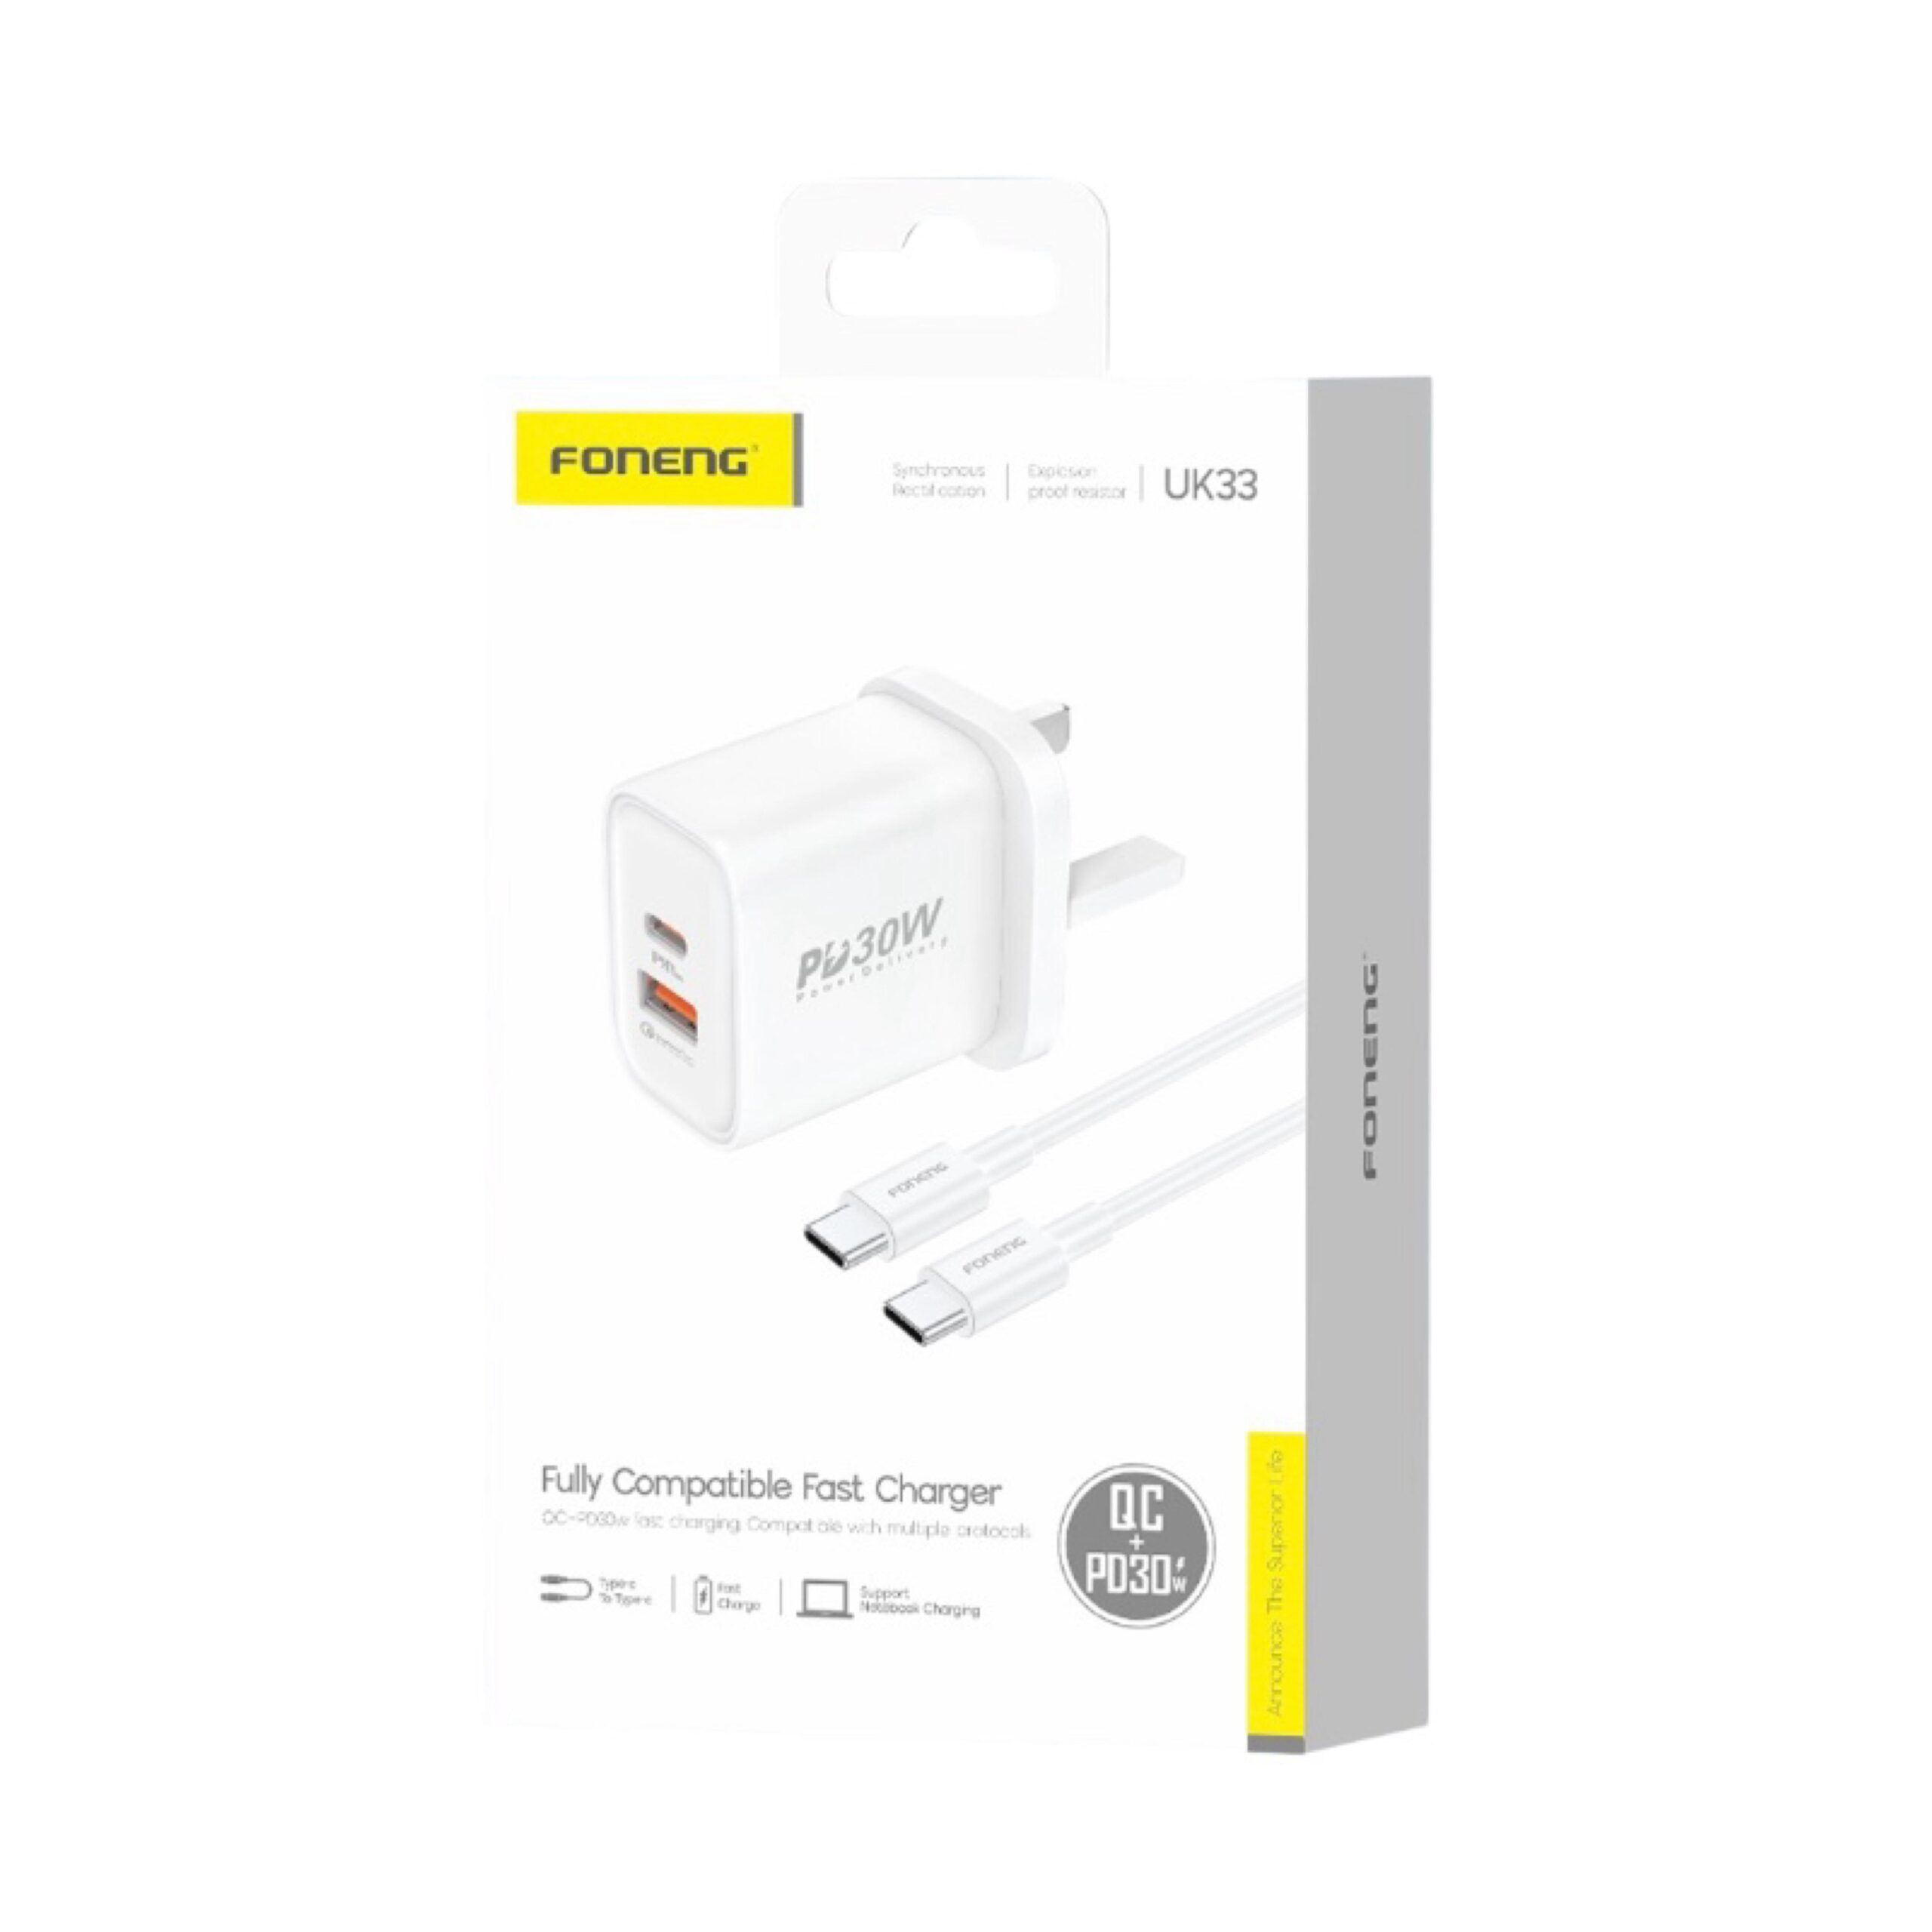 FONENG
Synchronous
Rectification
Explosion
proof resistor
UK33
PD30W
Power Delivery
FONENG
FONENG
FONENG
Fully Compatible Fast Charger
QC+PD30w fast charging. Compatible with multiple protocols
Type-c
To Type-c
Fast
Charge
Support
Notebook Charging
QC
+
PD30W
Announce The Superior Life